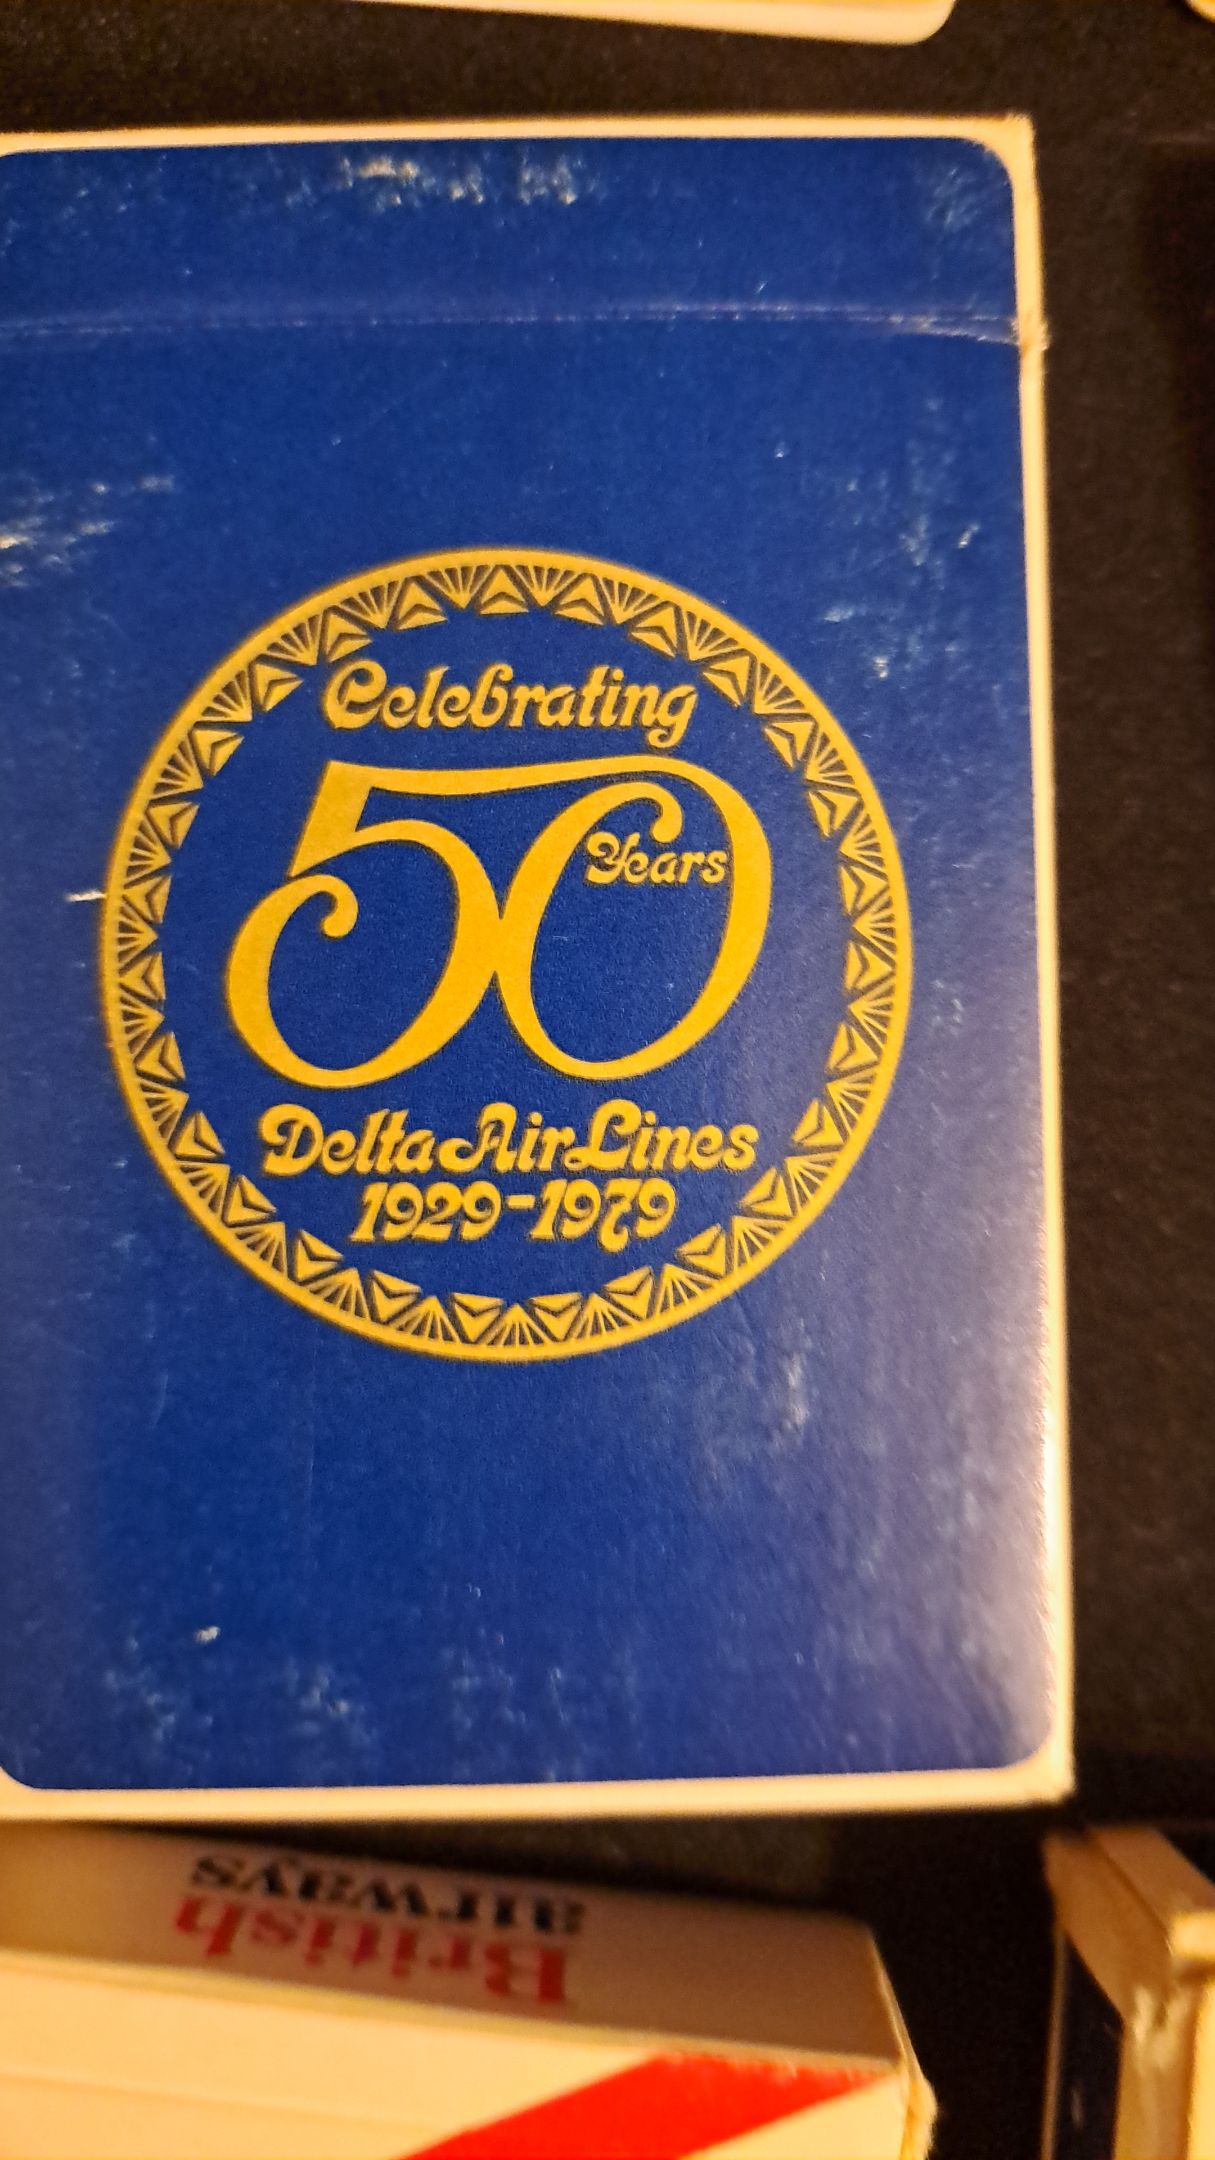 Celebrating
50
Years
Delta Air Lines
1929-1979
British
airways